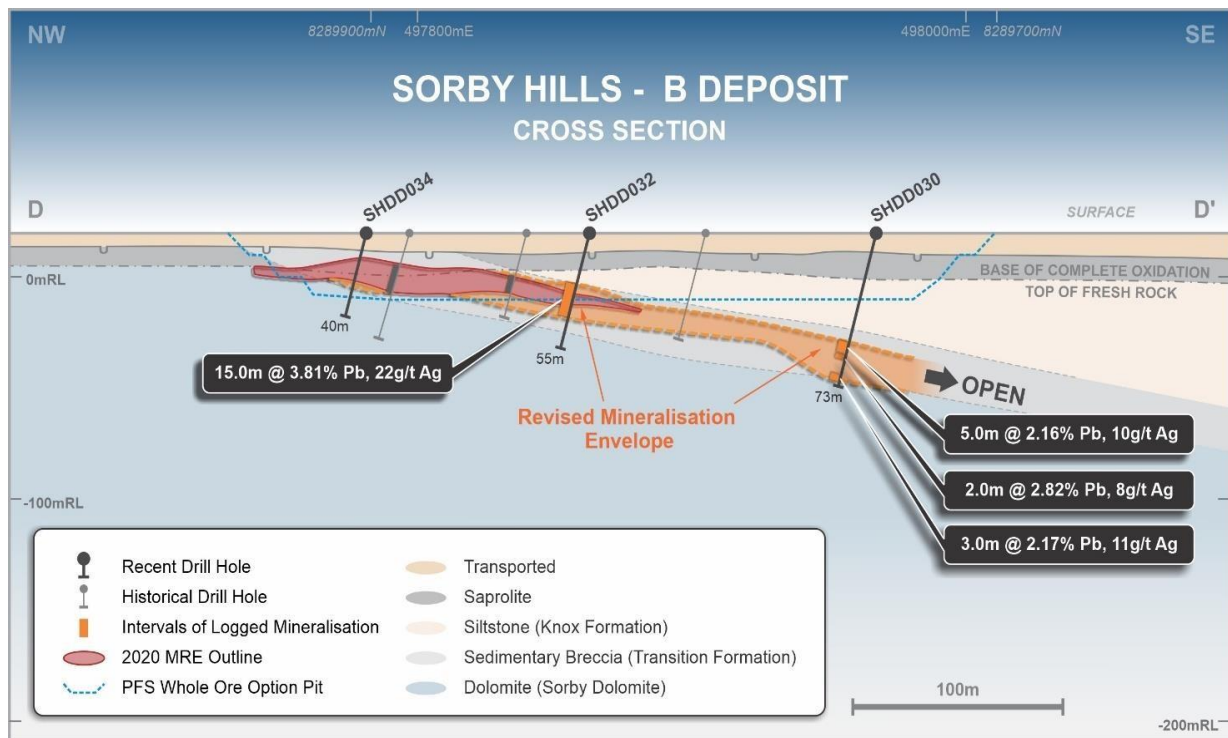 NW
8289900mN
497800mE
498000mE
8289700mN
SE
SORBY HILLS - B DEPOSIT
CROSS SECTION
D
SHDD034
SHDD032
SHDD030
SURFACE
D'
0mRL
BASE OF COMPLETE OXIDATION
TOP OF FRESH ROCK
40m
55m
73m
15.0m @ 3.81% Pb, 22g/t Ag
OPEN
Revised Mineralisation
Envelope
5.0m @ 2.16% Pb, 10g/t Ag
2.0m @ 2.82% Pb, 8g/t Ag
3.0m @ 2.17% Pb, 11g/t Ag
-100mRL
Recent Drill Hole
Historical Drill Hole
Intervals of Logged Mineralisation
2020 MRE Outline
PFS Whole Ore Option Pit
Transported
Saprolite
Siltstone (Knox Formation)
Sedimentary Breccia (Transition Formation)
Dolomite (Sorby Dolomite)
100m
-200mRL